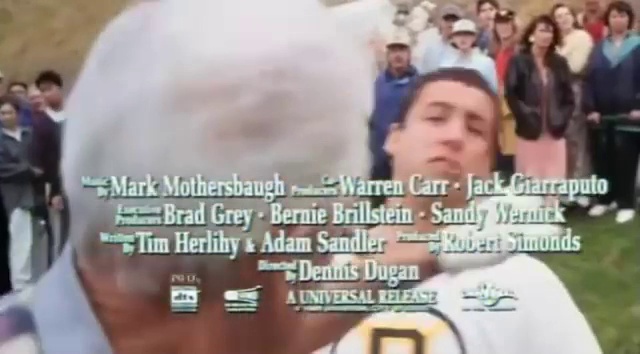 Music by Mark Mothersbaugh Co- Producers Warren Carr · Jack Giarraputo
Executive Producers Brad Grey · Bernie Brillstein · Sandy Wernick
Written by Tim Herlihy & Adam Sandler Produced by Robert Simonds
Directed by Dennis Dugan
dts
A UNIVERSAL RELEASE
B